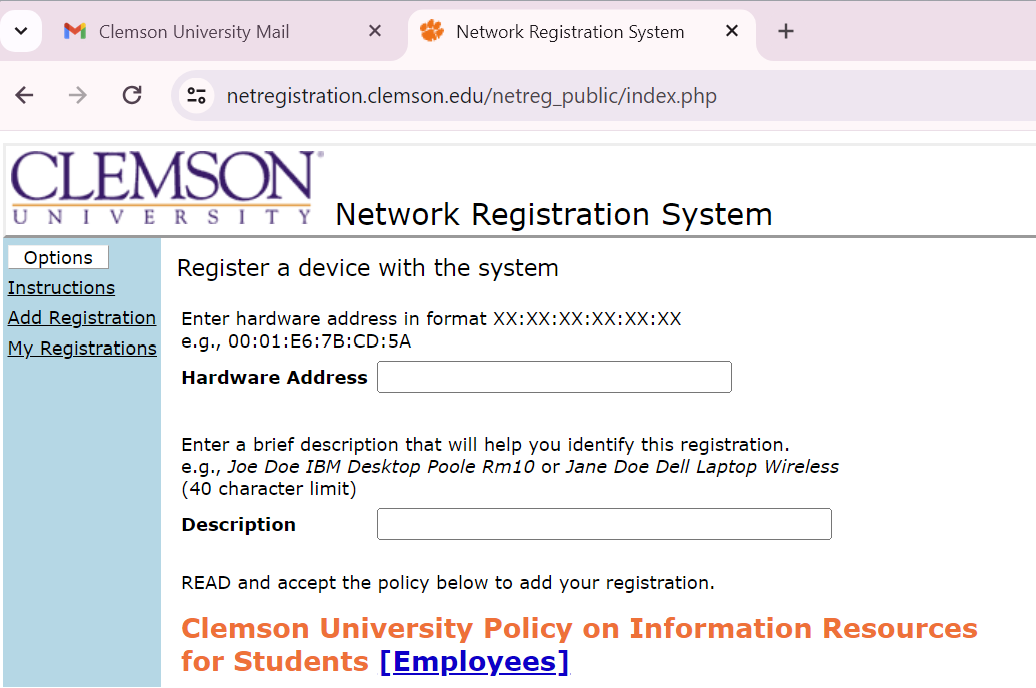 Clemson University Mail
Network Registration System
netregistration.clemson.edu/netreg_public/index.php
CLEMSON®
UNIVERSITY
Network Registration System
Options
Instructions
Add Registration
My Registrations
Register a device with the system
Enter hardware address in format XX:XX:XX:XX:XX:XX
e.g., 00:01:E6:7B:CD:5A
Hardware Address
Enter a brief description that will help you identify this registration.
e.g., Joe Doe IBM Desktop Poole Rm10 or Jane Doe Dell Laptop Wireless
(40 character limit)
Description
READ and accept the policy below to add your registration.
Clemson University Policy on Information Resources
for Students [Employees]